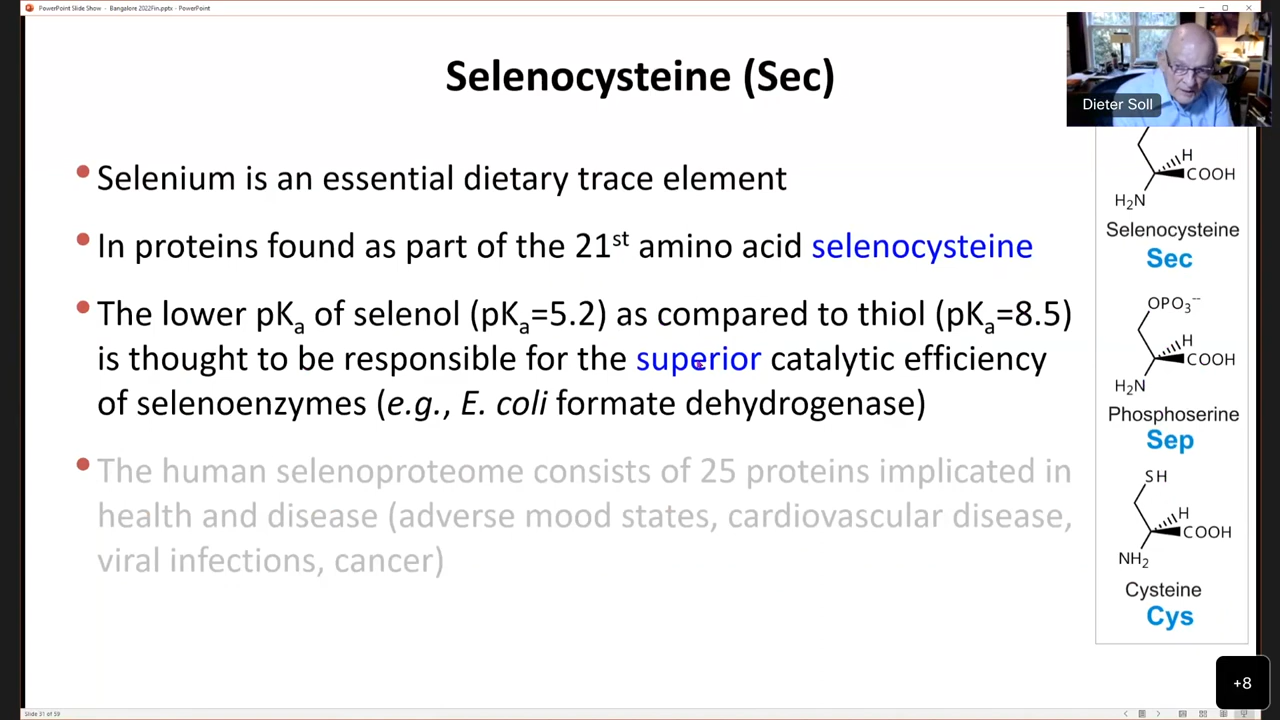 PowerPoint Slide Show - Bangalore 2022Fin.pptx - PowerPoint
Selenocysteine (Sec)
Dieter Soll
• Selenium is an essential dietary trace element
• In proteins found as part of the 21st amino acid selenocysteine
• The lower pKa of selenol (pKa=5.2) as compared to thiol (pKa=8.5)
is thought to be responsible for the superior catalytic efficiency
of selenoenzymes (e.g., E. coli formate dehydrogenase)
• The human selenoproteome consists of 25 proteins implicated in
health and disease (adverse mood states, cardiovascular disease,
viral infections, cancer)
H
COOH
H2N
Selenocysteine
Sec
OPO3--
H
COOH
H2N
Phosphoserine
Sep
SH
H
COOH
NH2
Cysteine
Cys
+8
Slide 31 of 59